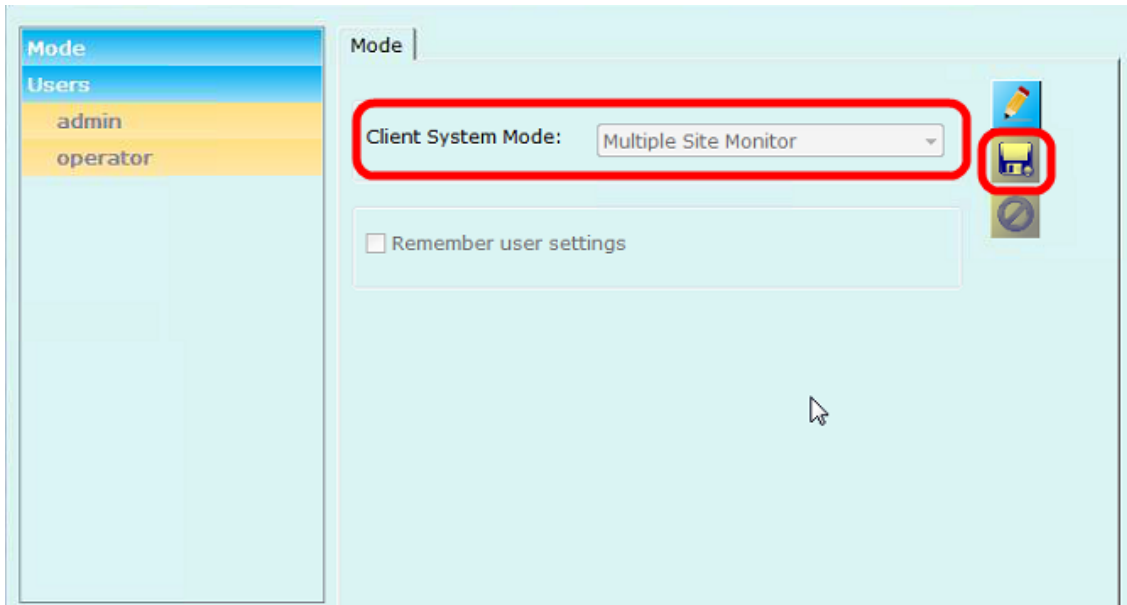 Mode
Users
admin
operator
Mode
Client System Mode: Multiple Site Monitor
Remember user settings